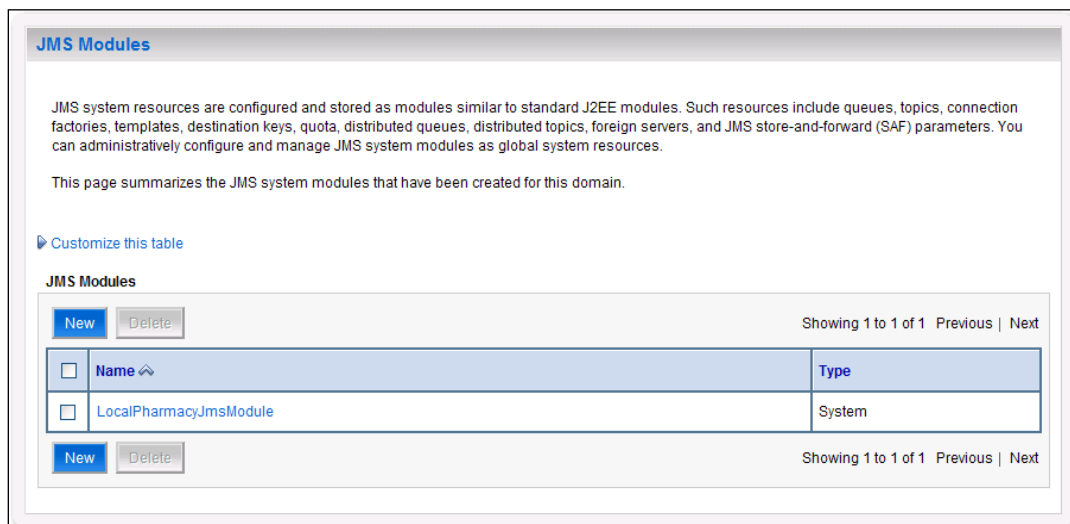 JMS Modules
JMS system resources are configured and stored as modules similar to standard J2EE modules. Such resources include queues, topics, connection
factories, templates, destination keys, quota, distributed queues, distributed topics, foreign servers, and JMS store-and-forward (SAF) parameters. You
can administratively configure and manage JMS system modules as global system resources.
This page summarizes the JMS system modules that have been created for this domain.
Customize this table
JMS Modules
New Delete Showing 1 to 1 of 1 Previous | Next
Name Type
LocalPharmacyJmsModule System
New Delete Showing 1 to 1 of 1 Previous | Next